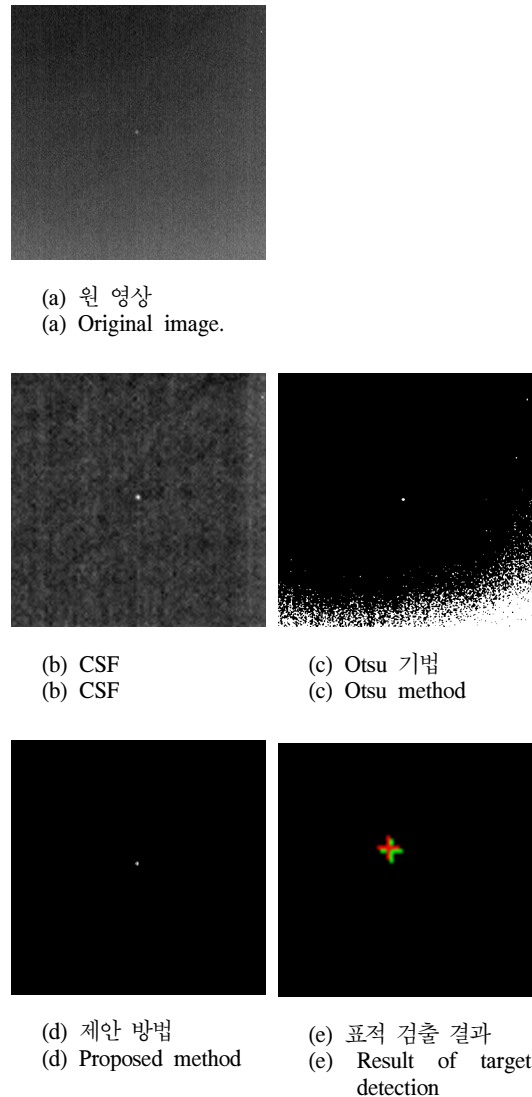 (a) 원 영상
(a) Original image.
(b) CSF
(b) CSF
(c) Otsu 기법
(c) Otsu method
(d) 제안 방법
(d) Proposed method
(e) 표적 검출 결과
(e) Result of target
detection